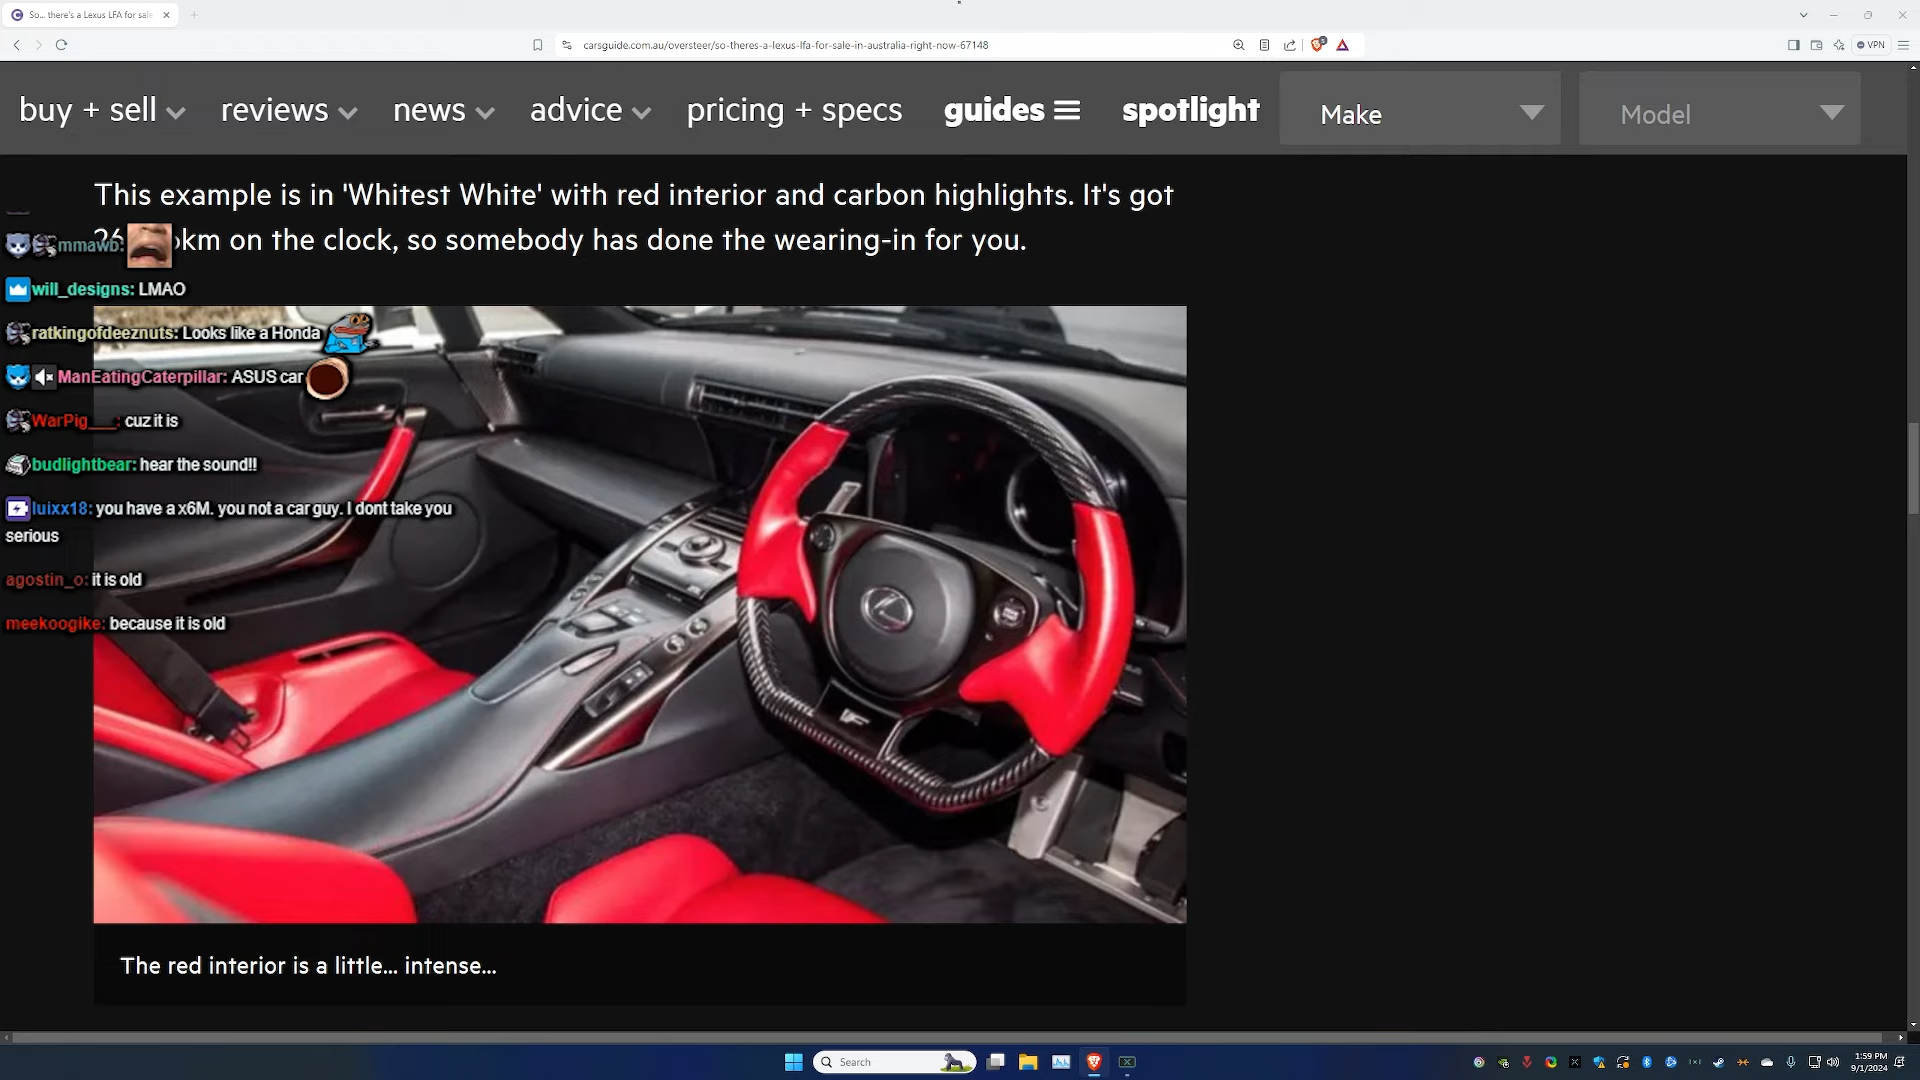 So... there's a Lexus LFA for sale
carsguide.com.au/oversteer/so-theres-a-lexus-lfa-for-sale-in-australia-right-now-67148
VPN
buy + sell
reviews
news
advice
pricing + specs
guides
spotlight
Make
Model
This example is in 'Whitest White' with red interior and carbon highlights. It's got
km on the clock, so somebody has done the wearing-in for you.
mmawb:
will_designs: LMAO
ratkingofdeeznuts: Looks like a Honda
ManEatingCaterpillar: ASUS car
WarPig___: cuz it is
budlightbear: hear the sound!!
luixx18: you have a x6M. you not a car guy. I dont take you
serious
agostin_o: it is old
meekoogike: because it is old
The red interior is a little... intense...
Search
1:59 PM
9/1/2024